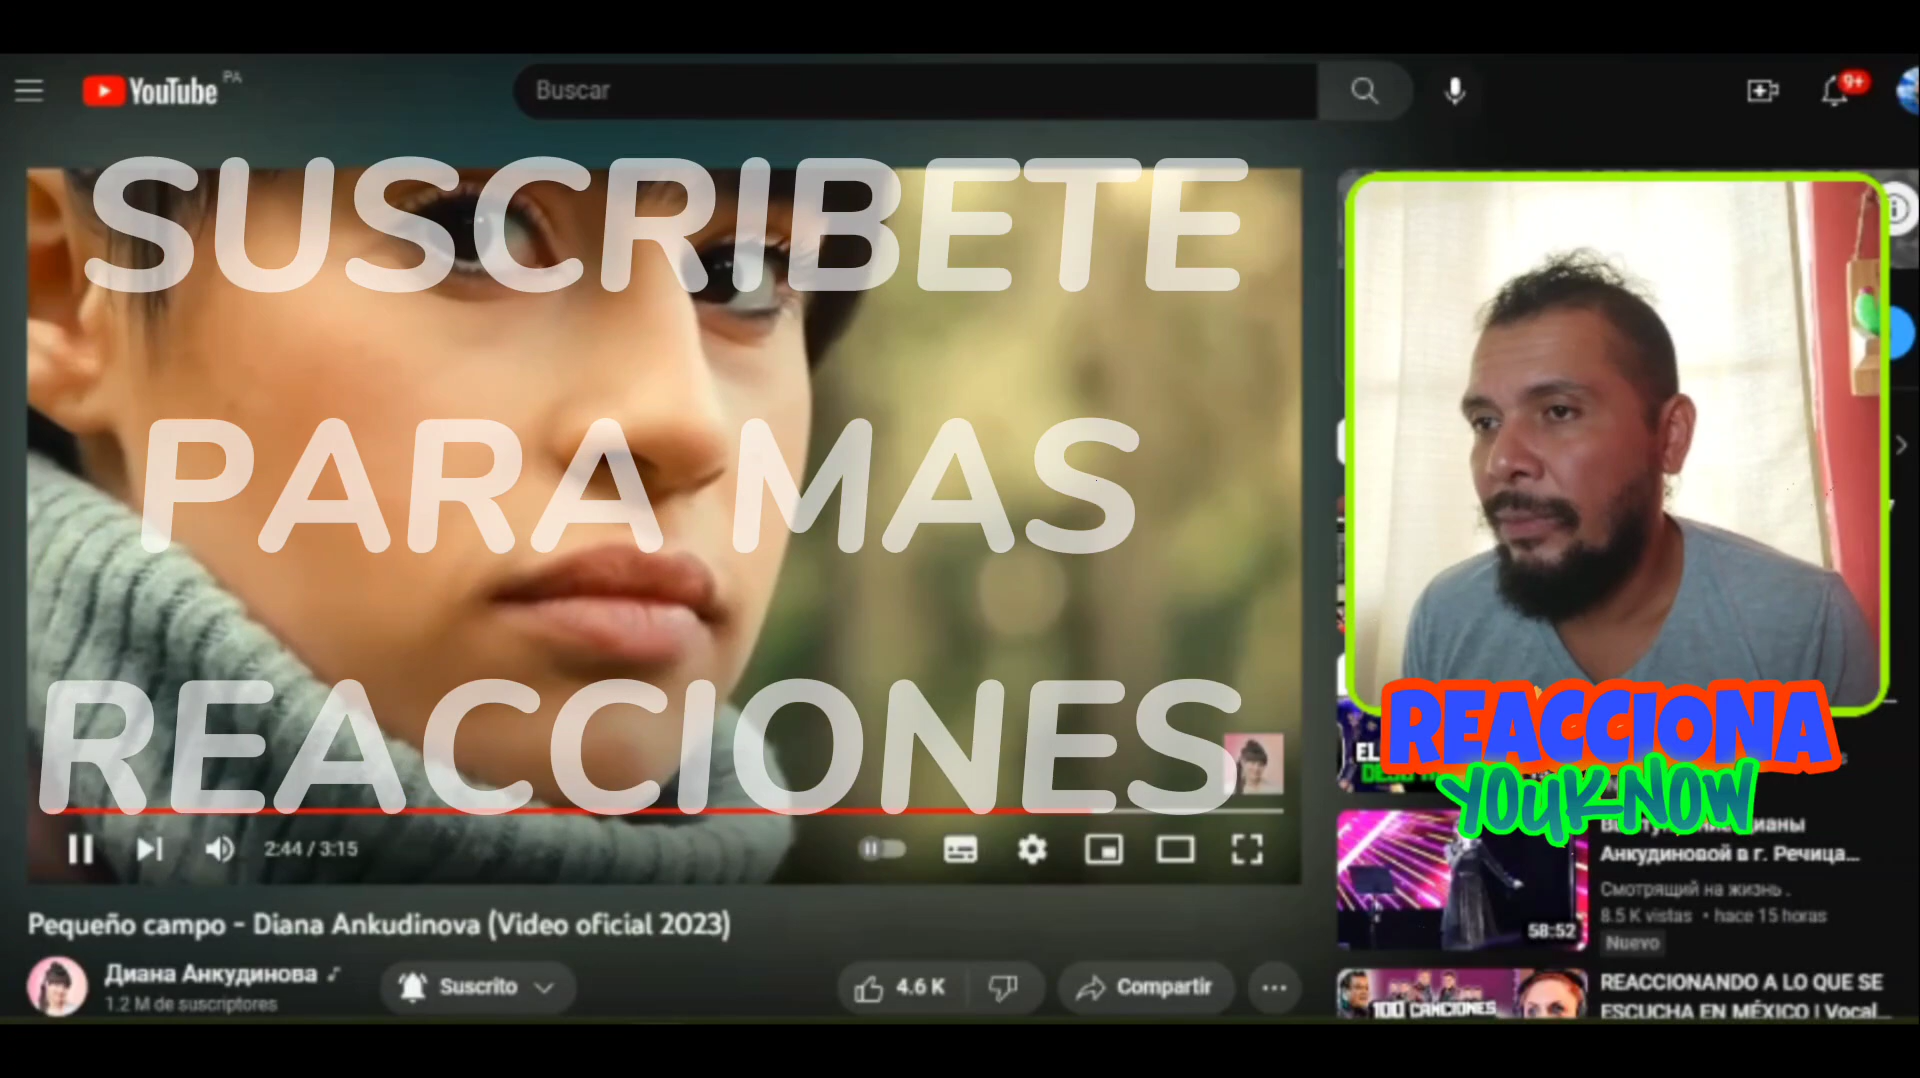 YouTube PA
Buscar
9+
SUSCRIBETE
PARA MAS
REACCIONES
REACCIONA
YOUKNOW
EL
2:44 / 3:15
Pequeño campo - Diana Ankudinova (Video oficial 2023)
Диана Анкудинова
1.2 M de suscriptores
Suscrito
4.6 K
Compartir
Анкудиновой в г. Речица...
Смотрящий на жизнь .
8.5 K vistas • hace 15 horas
Nuevo
58:52
100 CANCIONES
REACCIONANDO A LO QUE SE
ESCUCHA EN MÉXICO | Vocal...